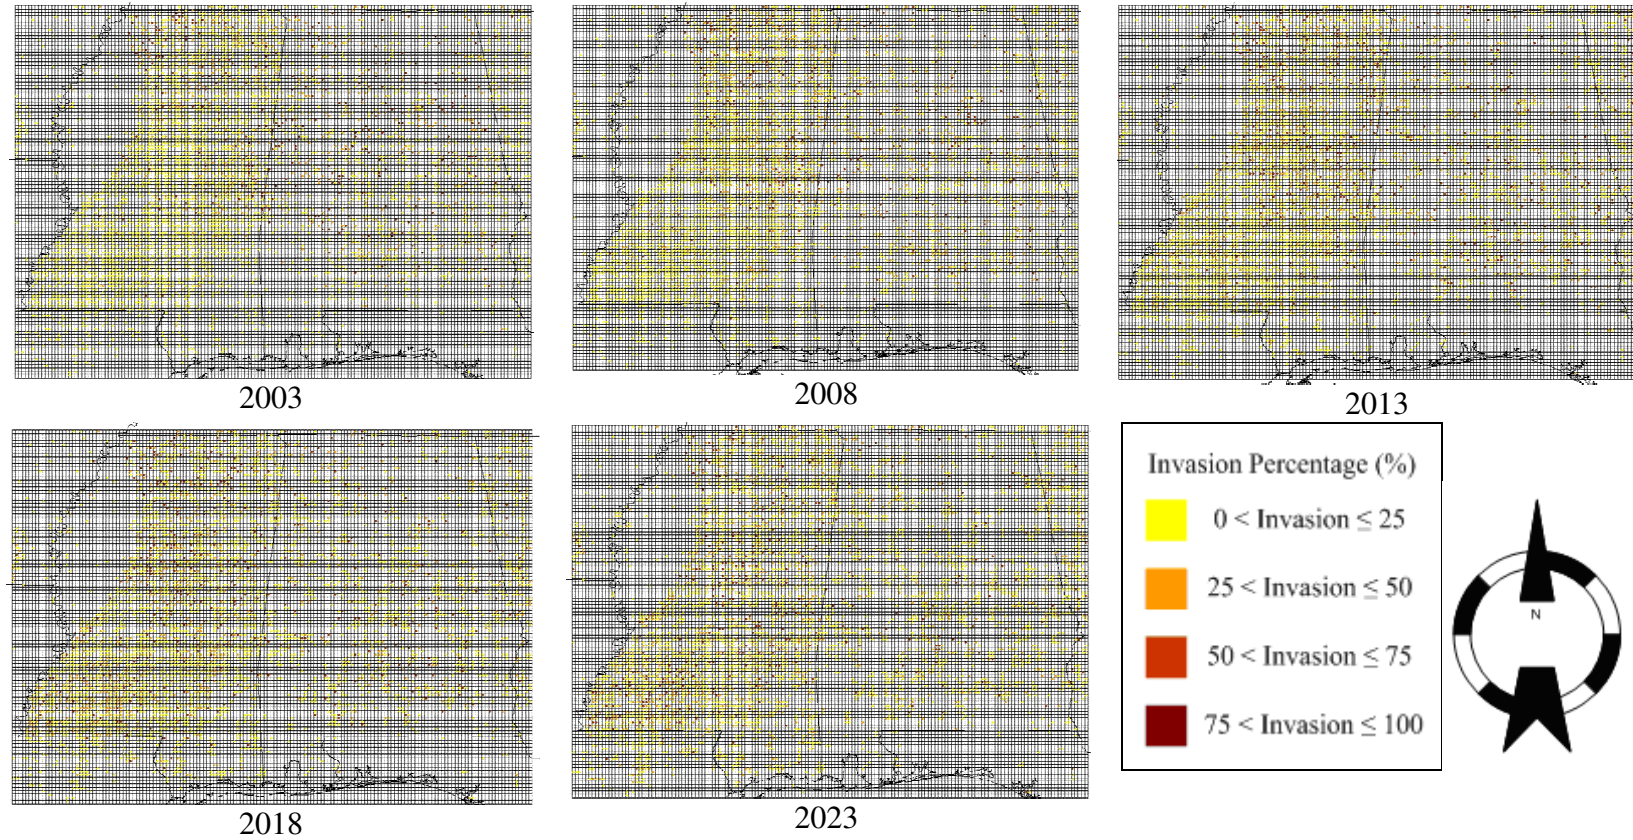 2003
2008
2013
2018
2023
Invasion Percentage (%)
0 < Invasion ≤ 25
25 < Invasion ≤ 50
50 < Invasion ≤ 75
75 < Invasion ≤ 100
N